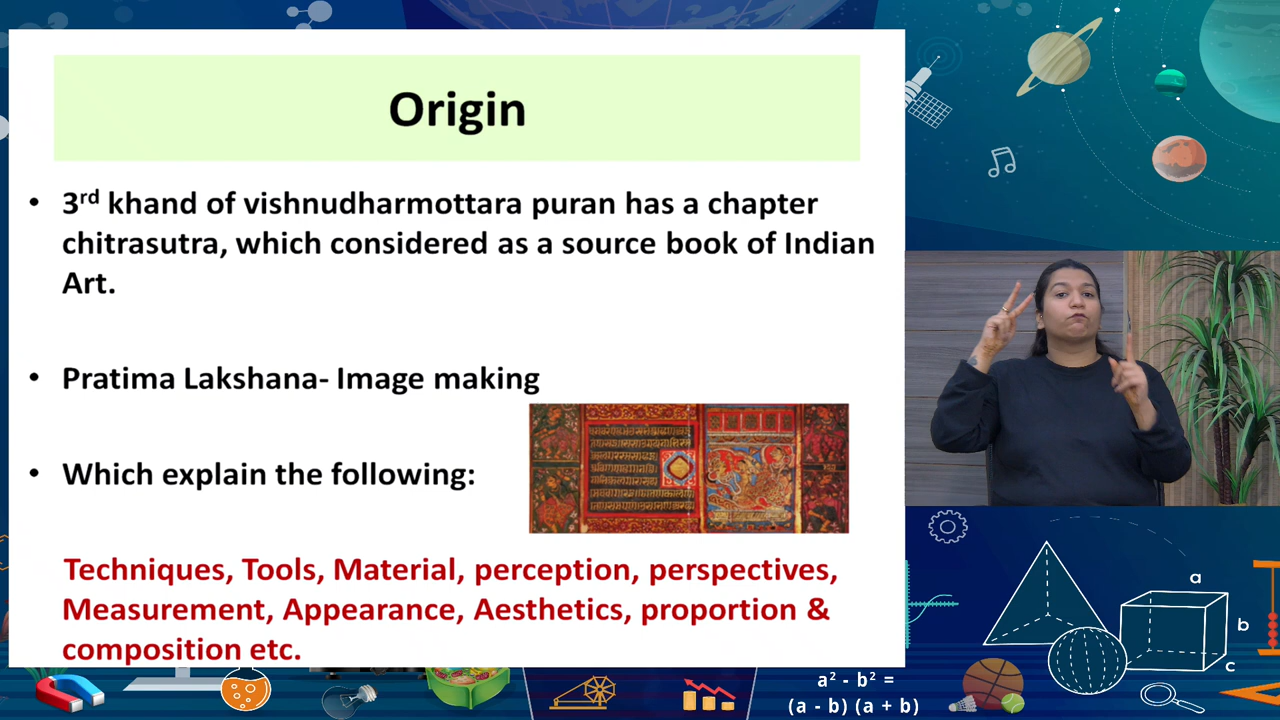 Origin
• 3rd khand of vishnudharmottara puran has a chapter
chitrasutra, which considered as a source book of Indian
Art.
• Pratima Lakshana- Image making
• Which explain the following:
Techniques, Tools, Material, perception, perspectives,
Measurement, Appearance, Aesthetics, proportion &
composition etc.
a
b
c
a² - b² =
(a - b) (a + b)